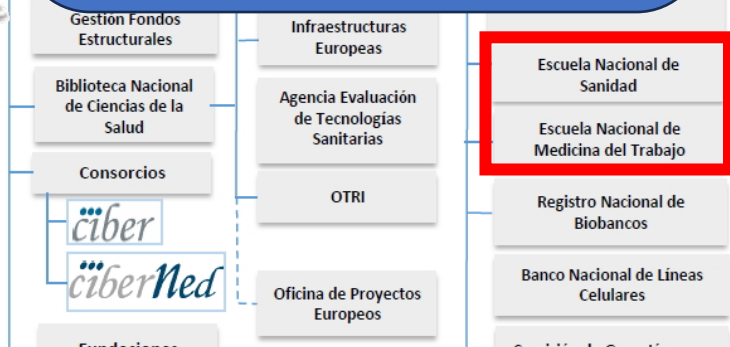 Gestión Fondos
Estructurales
Biblioteca Nacional
de Ciencias de la
Salud
Consorcios
ciber
ciberned
Infraestructuras
Europeas
Agencia Evaluación
de Tecnologías
Sanitarias
OTRI
Oficina de Proyectos
Europeos
Escuela Nacional de
Sanidad
Escuela Nacional de
Medicina del Trabajo
Registro Nacional de
Biobancos
Banco Nacional de Líneas
Celulares